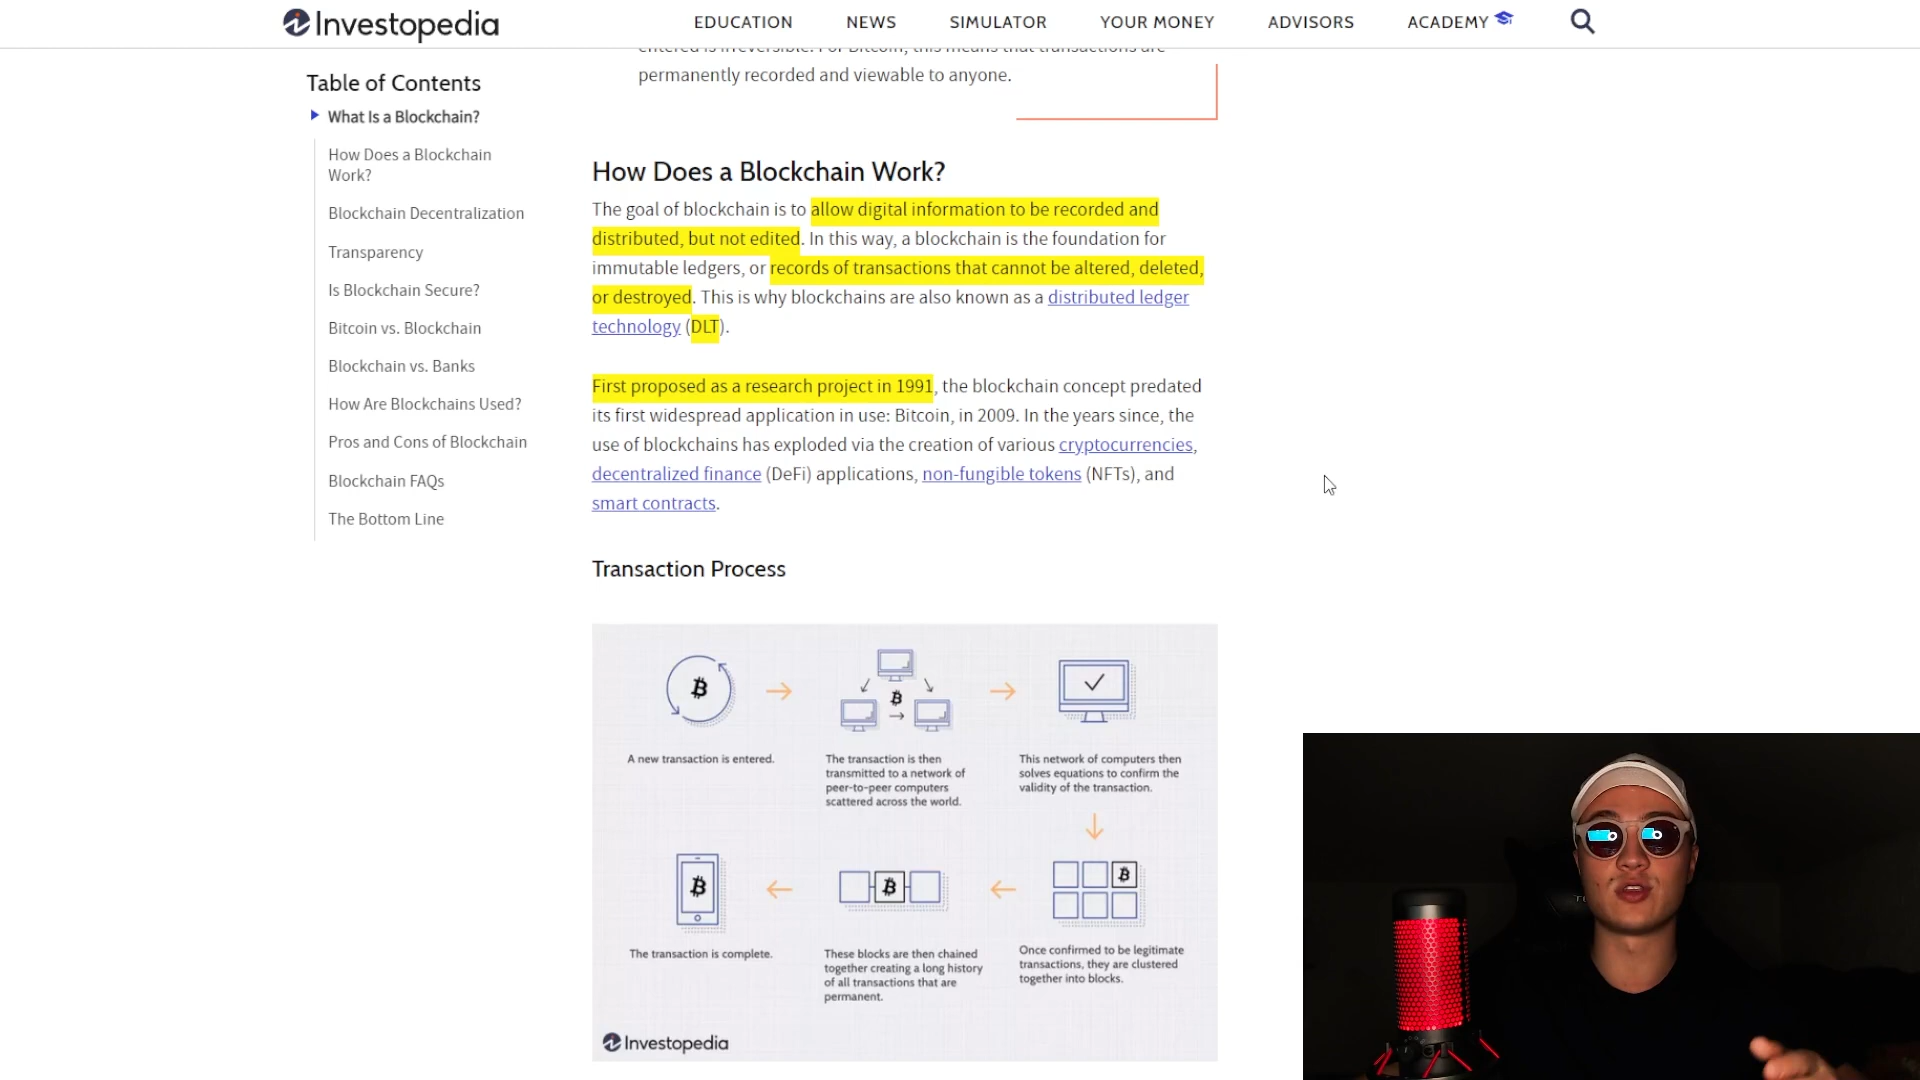 Investopedia
EDUCATION NEWS SIMULATOR YOUR MONEY ADVISORS ACADEMY
entered is irreversible. For Bitcoin, this means that transactions are
permanently recorded and viewable to anyone.
Table of Contents
What Is a Blockchain?
How Does a Blockchain
Work?
Blockchain Decentralization
Transparency
Is Blockchain Secure?
Bitcoin vs. Blockchain
Blockchain vs. Banks
How Are Blockchains Used?
Pros and Cons of Blockchain
Blockchain FAQs
The Bottom Line
How Does a Blockchain Work?
The goal of blockchain is to allow digital information to be recorded and
distributed, but not edited. In this way, a blockchain is the foundation for
immutable ledgers, or records of transactions that cannot be altered, deleted,
or destroyed. This is why blockchains are also known as a distributed ledger
technology (DLT).
First proposed as a research project in 1991, the blockchain concept predated
its first widespread application in use: Bitcoin, in 2009. In the years since, the
use of blockchains has exploded via the creation of various cryptocurrencies,
decentralized finance (DeFi) applications, non-fungible tokens (NFTs), and
smart contracts.
Transaction Process
A new transaction is entered.
The transaction is then
transmitted to a network of
peer-to-peer computers
scattered across the world.
This network of computers then
solves equations to confirm the
validity of the transaction.
The transaction is complete.
These blocks are then chained
together creating a long history
of all transactions that are
permanent.
Once confirmed to be legitimate
transactions, they are clustered
together into blocks.
Investopedia